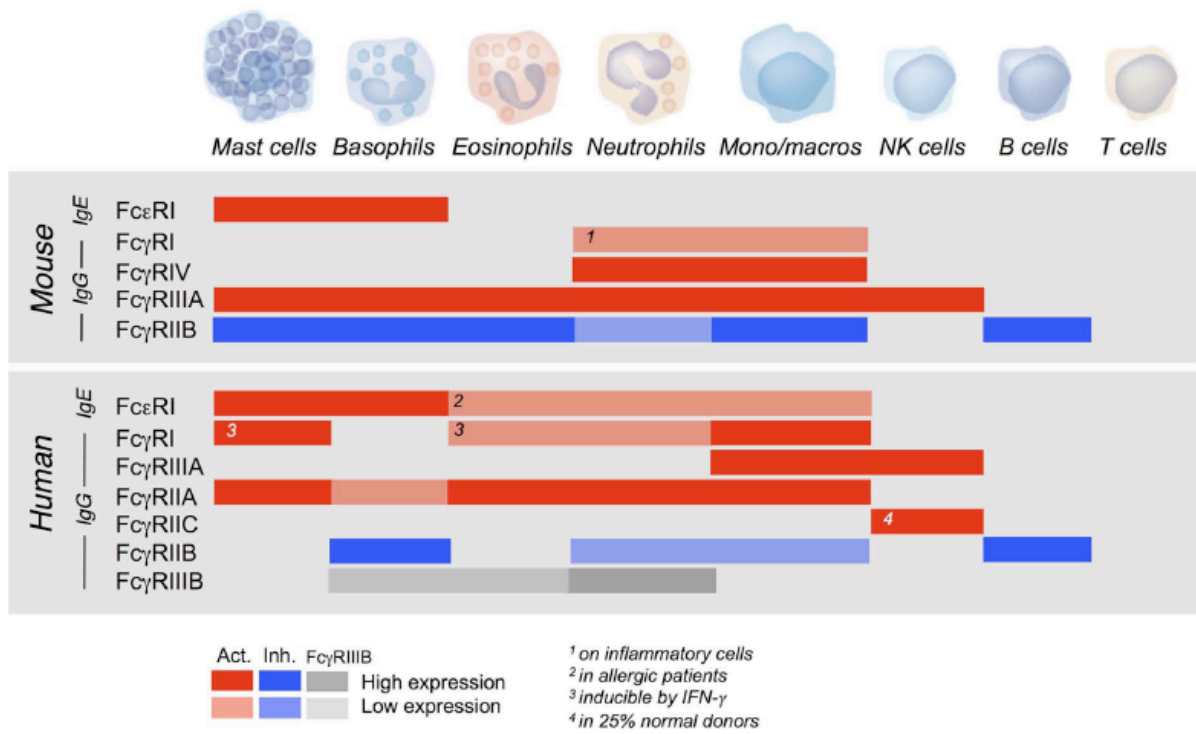 Mast cells Basophils Eosinophils Neutrophils Mono/macros NK cells B cells T cells
Mouse
IgE
FcεRI
IgG
FcγRI
1
FcγRIV
FcγRIIIA
FcγRIIB
Human
IgE
FcεRI
2
IgG
FcγRI
3
3
FcγRIIIA
FcγRIIA
FcγRIIC
4
FcγRIIB
FcγRIIIB
Act. Inh. FcγRIIIB
High expression
Low expression
1 on inflammatory cells
2 in allergic patients
3 inducible by IFN-γ
4 in 25% normal donors